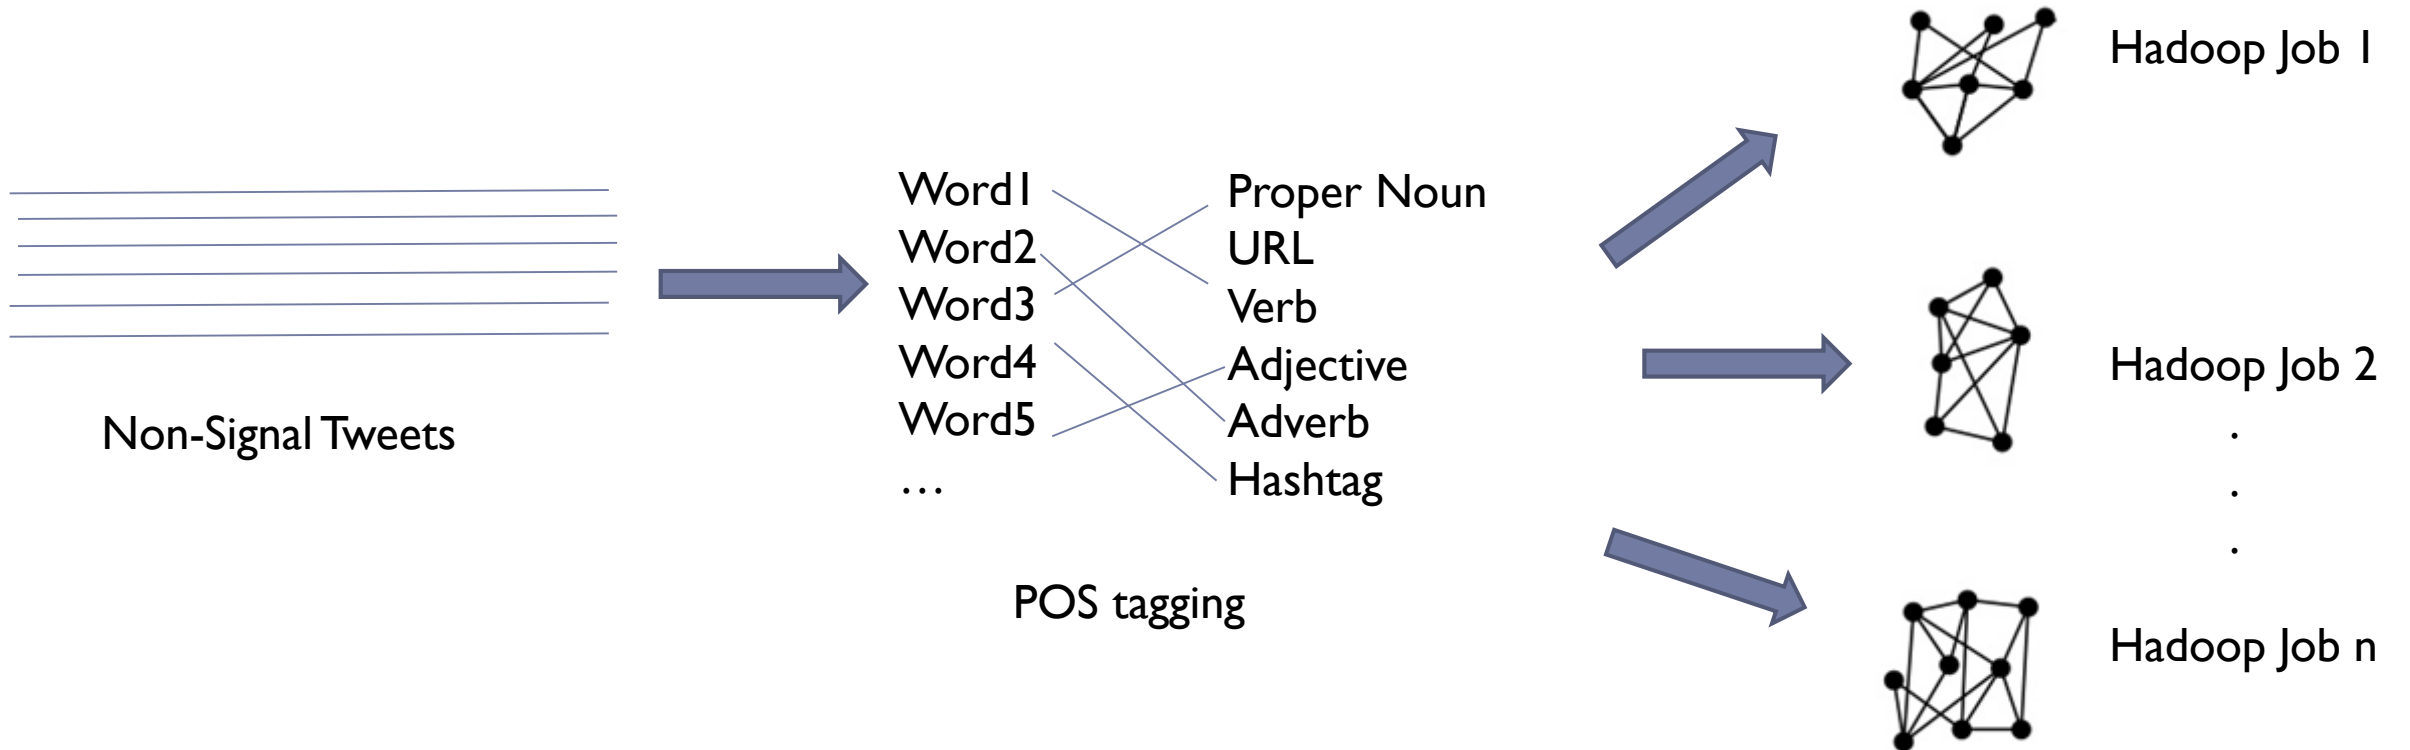 Non-Signal Tweets
Word1
Word2
Word3
Word4
Word5
…
Proper Noun
URL
Verb
Adjective
Adverb
Hashtag
POS tagging
Hadoop Job 1
Hadoop Job 2
.
.
.
Hadoop Job n